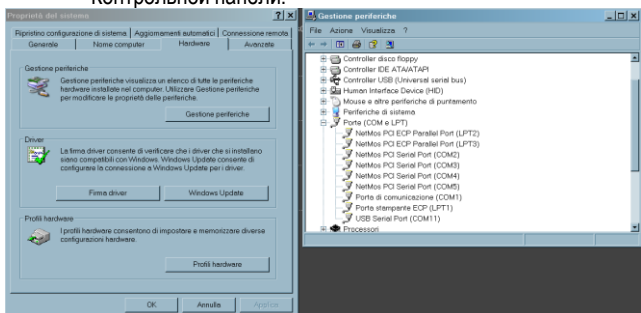 Контрольной панели.
Proprietà del sistema
Ripristino configurazione di sistema
Aggiornamenti automatici
Connessione remota
Generale
Nome computer
Hardware
Avanzate
Gestione periferiche
Gestione periferiche visualizza un elenco di tutte le periferiche
hardware installate nel computer. Utilizzare Gestione periferiche
per modificare le proprietà delle periferiche.
Gestione periferiche
Driver
La firma driver consente di verificare che i driver che si installano
siano compatibili con Windows. Windows Update consente di
configurare la connessione a Windows Update per i driver.
Firma driver
Windows Update
Profili hardware
I profili hardware consentono di impostare e memorizzare diverse
configurazioni hardware.
Profili hardware
OK
Annulla
Applica
Gestione periferiche
File Azione Visualizza ?
Controller disco floppy
Controller IDE ATA/ATAPI
Controller USB (Universal serial bus)
Human Interface Device (HID)
Mouse e altre periferiche di puntamento
Periferiche di sistema
Porte (COM e LPT)
NetMos PCI ECP Parallel Port (LPT2)
NetMos PCI ECP Parallel Port (LPT3)
NetMos PCI Serial Port (COM2)
NetMos PCI Serial Port (COM3)
NetMos PCI Serial Port (COM4)
NetMos PCI Serial Port (COM5)
Porta di comunicazione (COM1)
Porta stampante ECP (LPT1)
USB Serial Port (COM11)
Processori